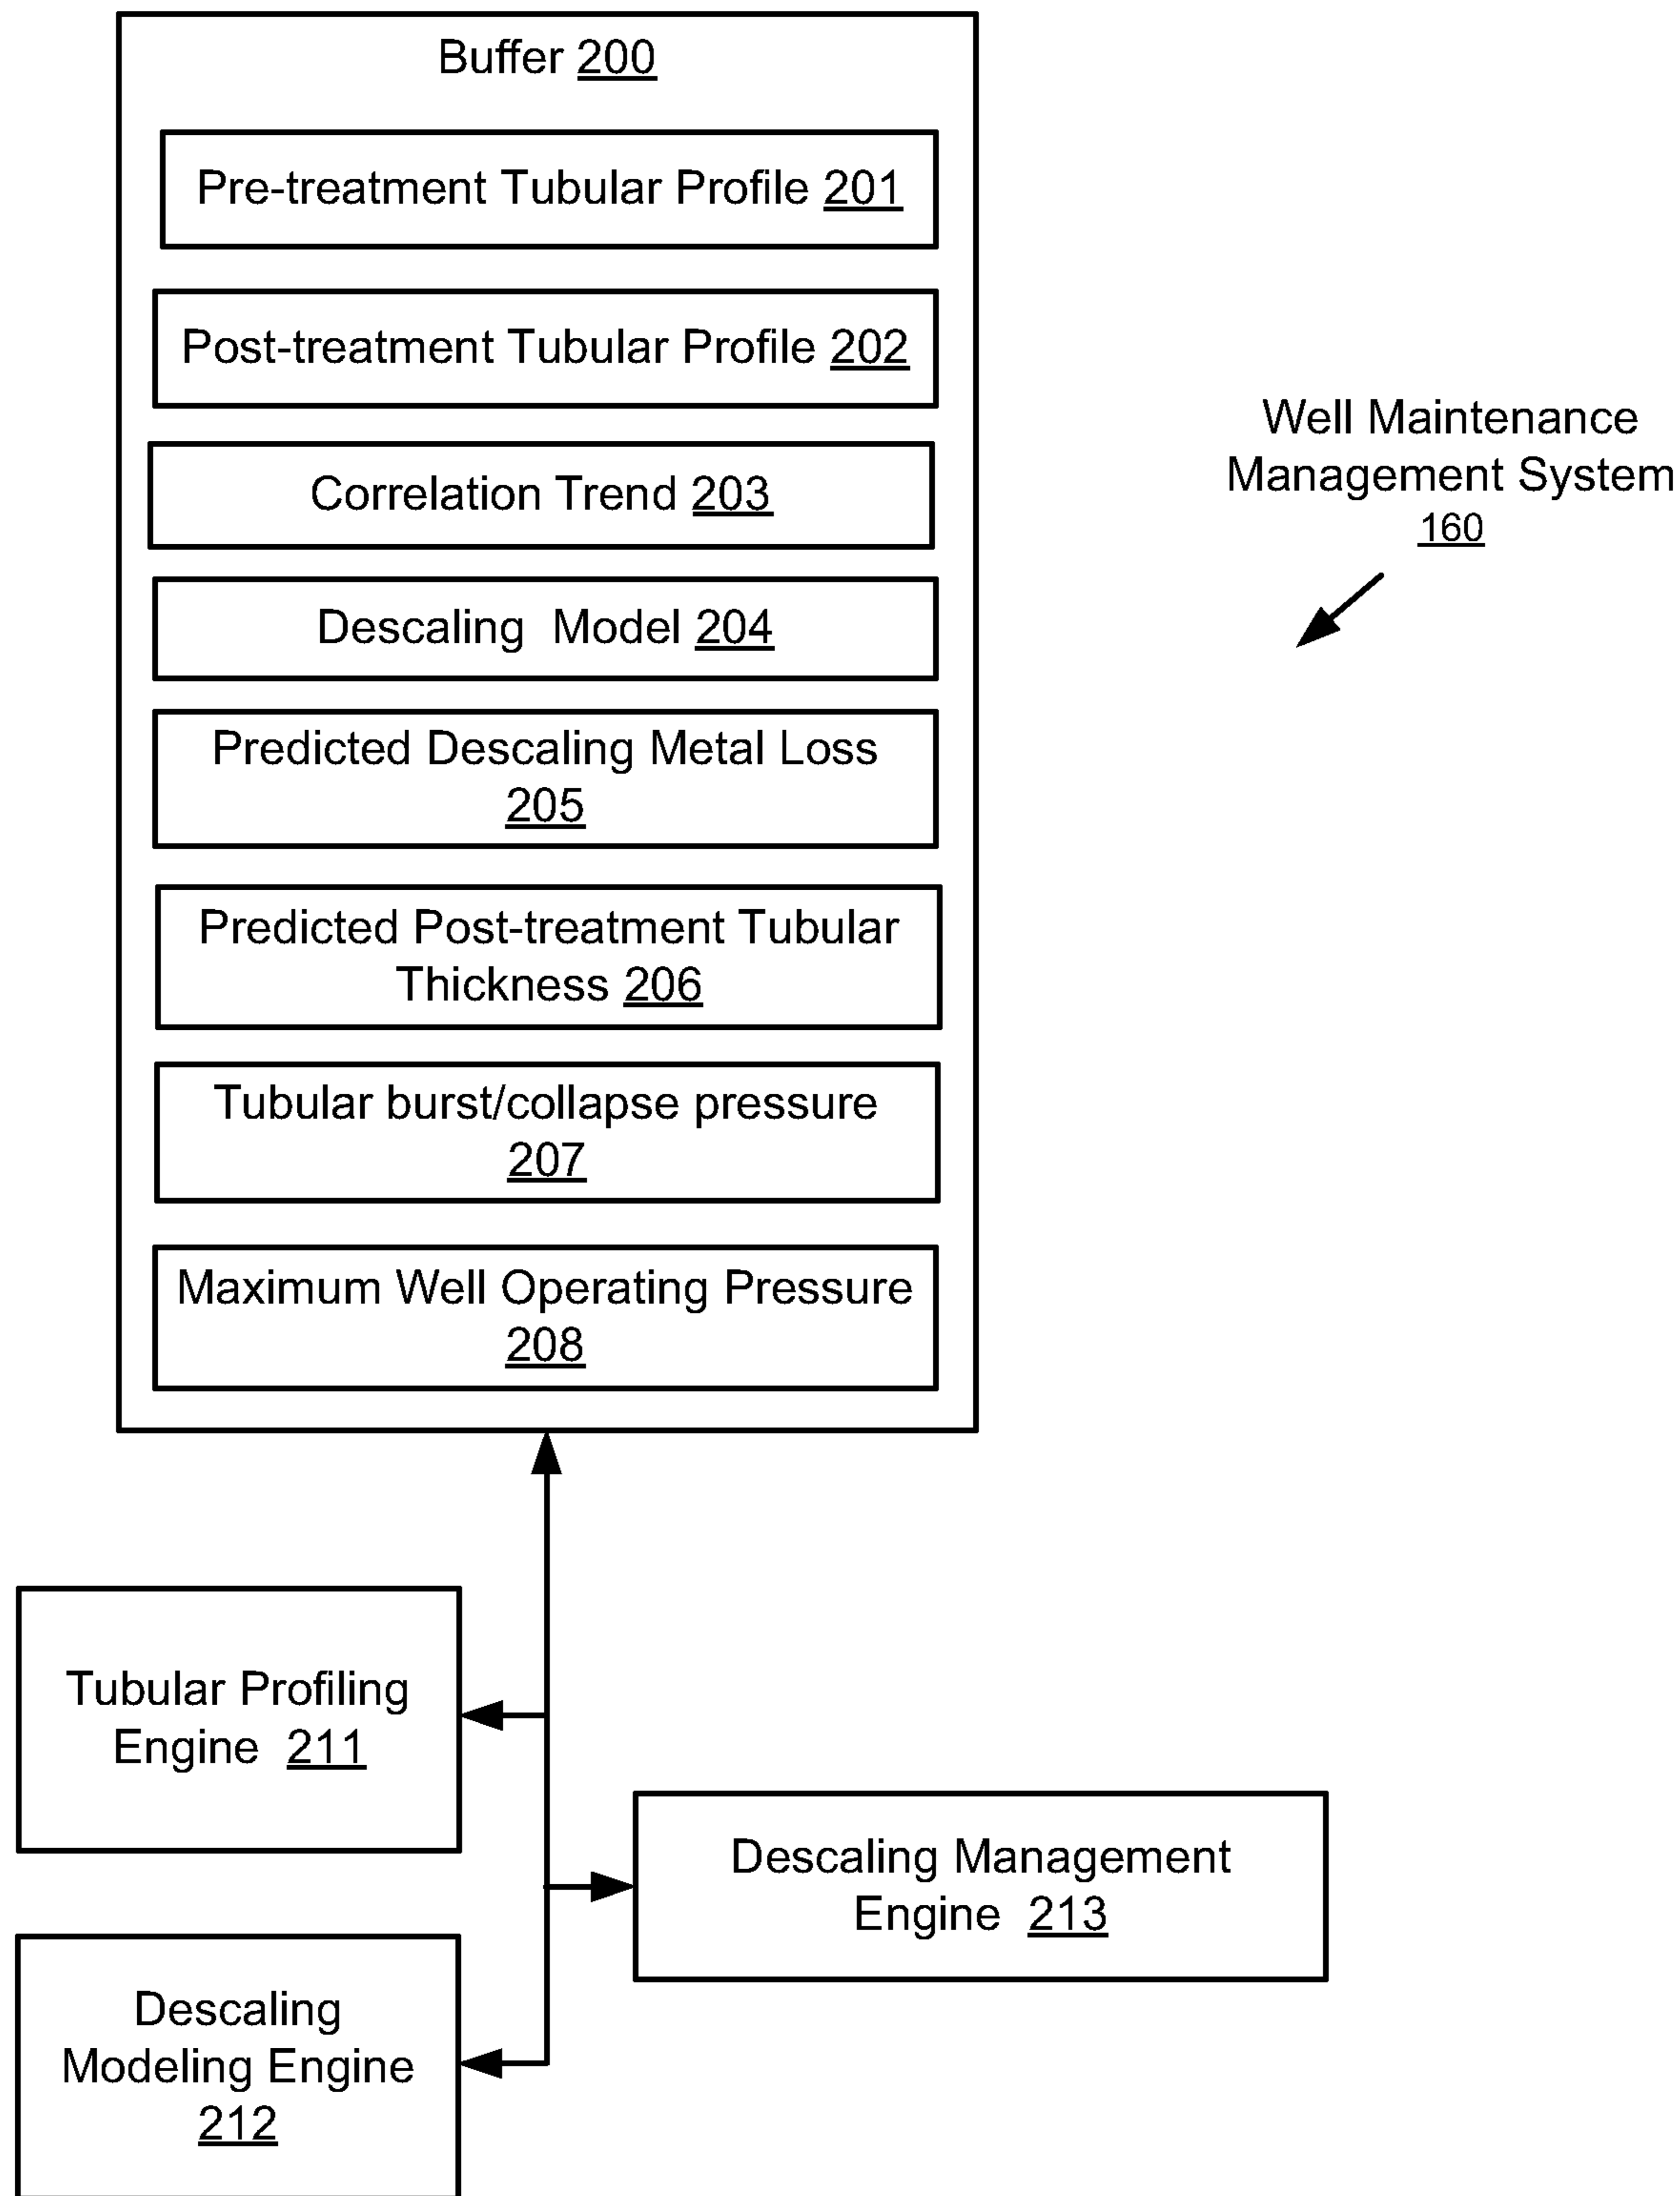 Buffer 200
Pre-treatment Tubular Profile 201
Post-treatment Tubular Profile 202
Correlation Trend 203
Descaling Model 204
Predicted Descaling Metal Loss
205
Predicted Post-treatment Tubular
Thickness 206
Tubular burst/collapse pressure
207
Maximum Well Operating Pressure
208
Well Maintenance
Management System
160
Tubular Profiling
Engine 211
Descaling Management
Engine 213
Descaling
Modeling Engine
212